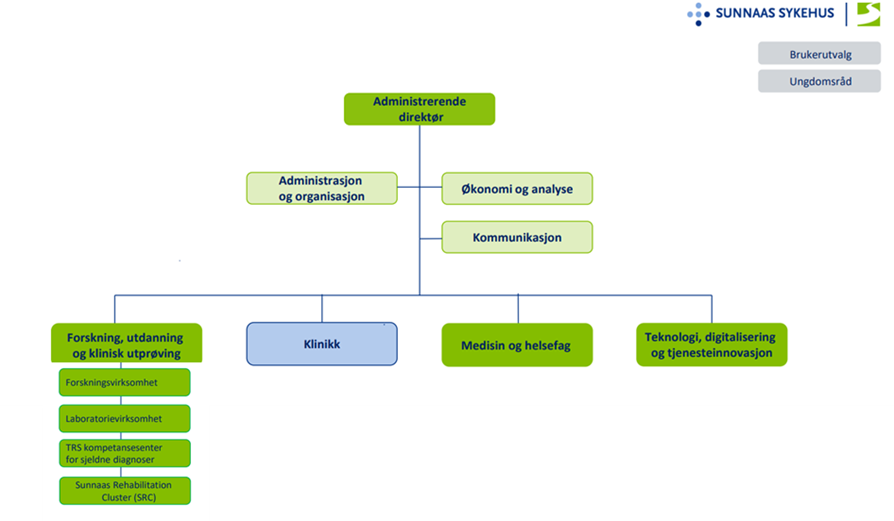 SUNNAAS SYKEHUS
Brukerutvalg
Ungdomsråd
Administrerende
direktør
Administrasjon
og organisasjon
Økonomi og analyse
Kommunikasjon
Forskning, utdanning
og klinisk utprøving
Klinikk
Medisin og helsefag
Teknologi, digitalisering
og tjenesteinnovasjon
Forskningsvirksomhet
Laboratorievirksomhet
TRS kompetansesenter
for sjeldne diagnoser
Sunnaas Rehabilitation
Cluster (SRC)